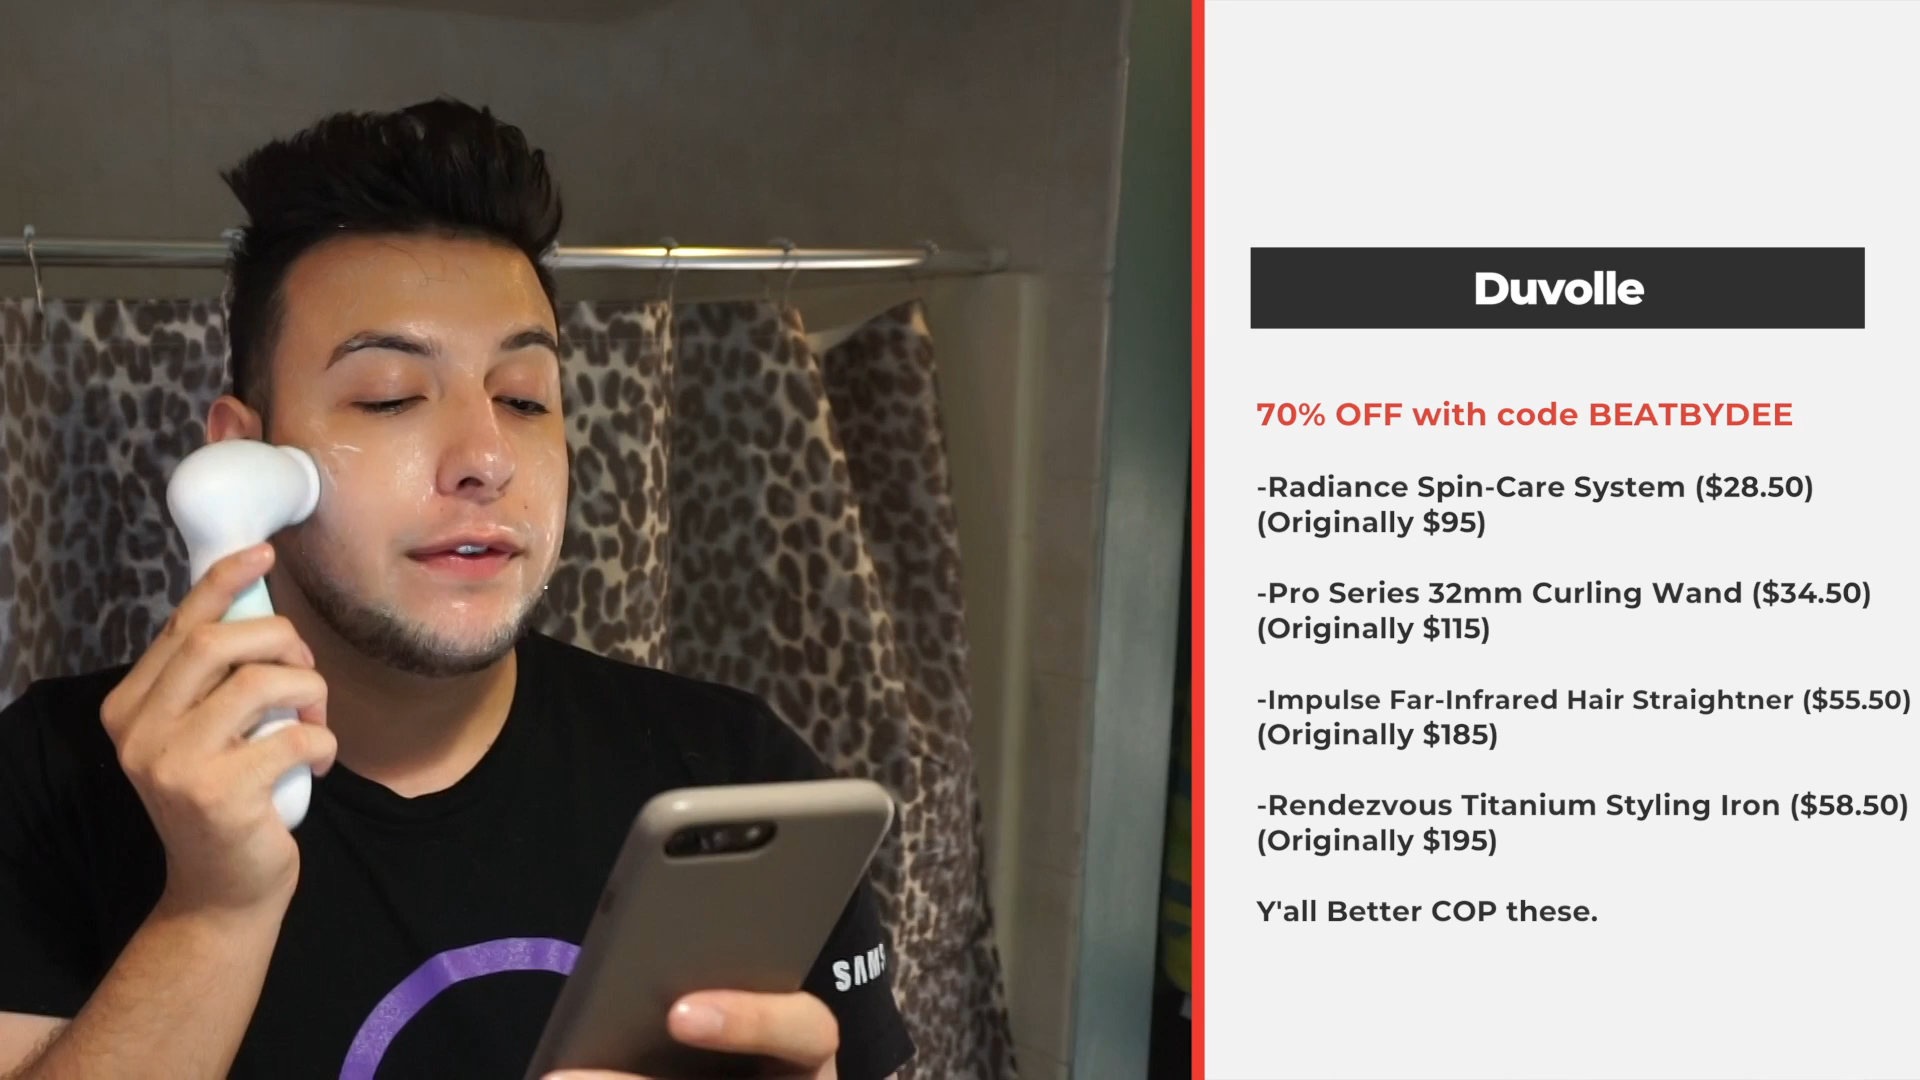 Duvolle
70% OFF with code BEATBYDEE
-Radiance Spin-Care System ($28.50)
(Originally $95)
-Pro Series 32mm Curling Wand ($34.50)
(Originally $115)
-Impulse Far-Infrared Hair Straightner ($55.50)
(Originally $185)
-Rendezvous Titanium Styling Iron ($58.50)
(Originally $195)
Y'all Better COP these.
SAMS